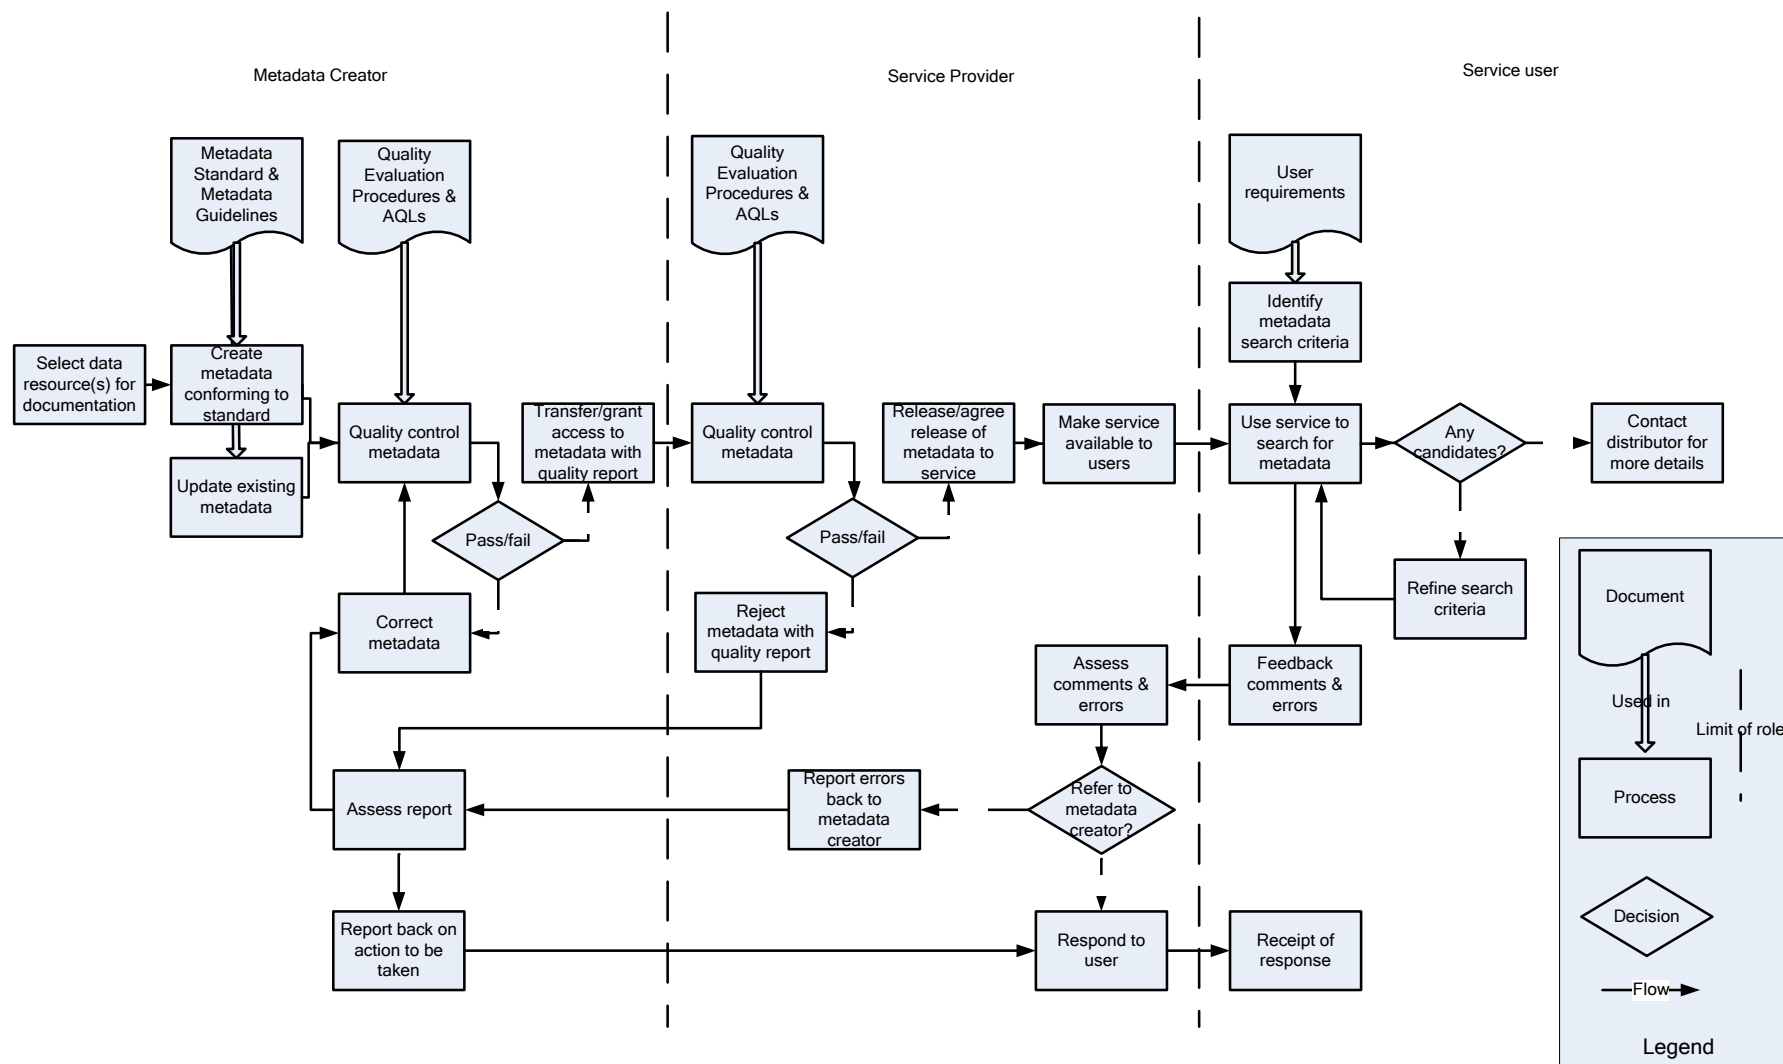 Metadata Creator
Service Provider
Service user
Metadata
Standard &
Metadata
Guidelines
Quality
Evaluation
Procedures &
AQLs
Quality
Evaluation
Procedures &
AQLs
User
requirements
Identify
metadata
search criteria
Select data
resource(s) for
documentation
Create
metadata
conforming to
standard
Update existing
metadata
Quality control
metadata
Transfer/grant
access to
metadata with
quality report
Quality control
metadata
Release/agree
release of
metadata to
service
Make service
available to
users
Use service to
search for
metadata
Any
candidates?
Contact
distributor for
more details
Pass/fail
Pass/fail
Refine search
criteria
Correct
metadata
Reject
metadata with
quality report
Assess
comments &
errors
Feedback
comments &
errors
Assess report
Report errors
back to
metadata
creator
Refer to
metadata
creator?
Report back on
action to be
taken
Respond to
user
Receipt of
response
Document
Used in
Limit of role
Process
Decision
Flow
Legend